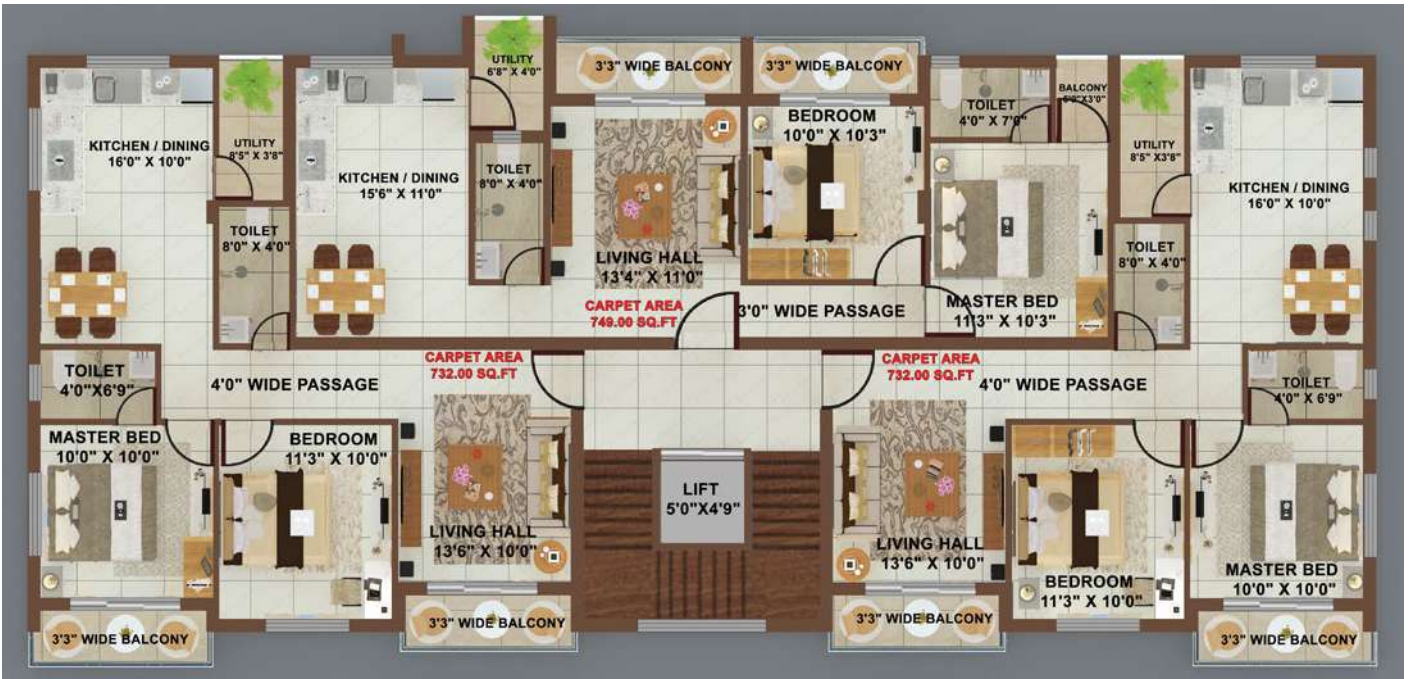 UTILITY
6'8" X 4'0"
3'3" WIDE BALCONY
3'3" WIDE BALCONY
KITCHEN / DINING
16'0" X 10'0"
UTILITY
8'5" X 3'8"
KITCHEN / DINING
15'6" X 11'0"
TOILET
8'0" X 4'0"
BEDROOM
10'0" X 10'3"
TOILET
4'0" X 7'0"
BALCONY
UTILITY
8'5" X3'8"
KITCHEN / DINING
16'0" X 10'0"
TOILET
8'0" X 4'0"
LIVING HALL
13'4" X 11'0"
CARPET AREA
749.00 SQ.FT
3'0" WIDE PASSAGE
MASTER BED
11'3" X 10'3"
TOILET
8'0" X 4'0"
TOILET
4'0"X6'9"
4'0" WIDE PASSAGE
CARPET AREA
732.00 SQ.FT
CARPET AREA
732.00 SQ.FT
4'0" WIDE PASSAGE
TOILET
4'0" X 6'9"
MASTER BED
10'0" X 10'0"
BEDROOM
11'3" X 10'0"
LIVING HALL
13'6" X 10'0"
LIFT
5'0"X4'9"
LIVING HALL
13'6" X 10'0"
BEDROOM
11'3" X 10'0"
MASTER BED
10'0" X 10'0"
3'3" WIDE BALCONY
3'3" WIDE BALCONY
3'3" WIDE BALCONY
3'3" WIDE BALCONY